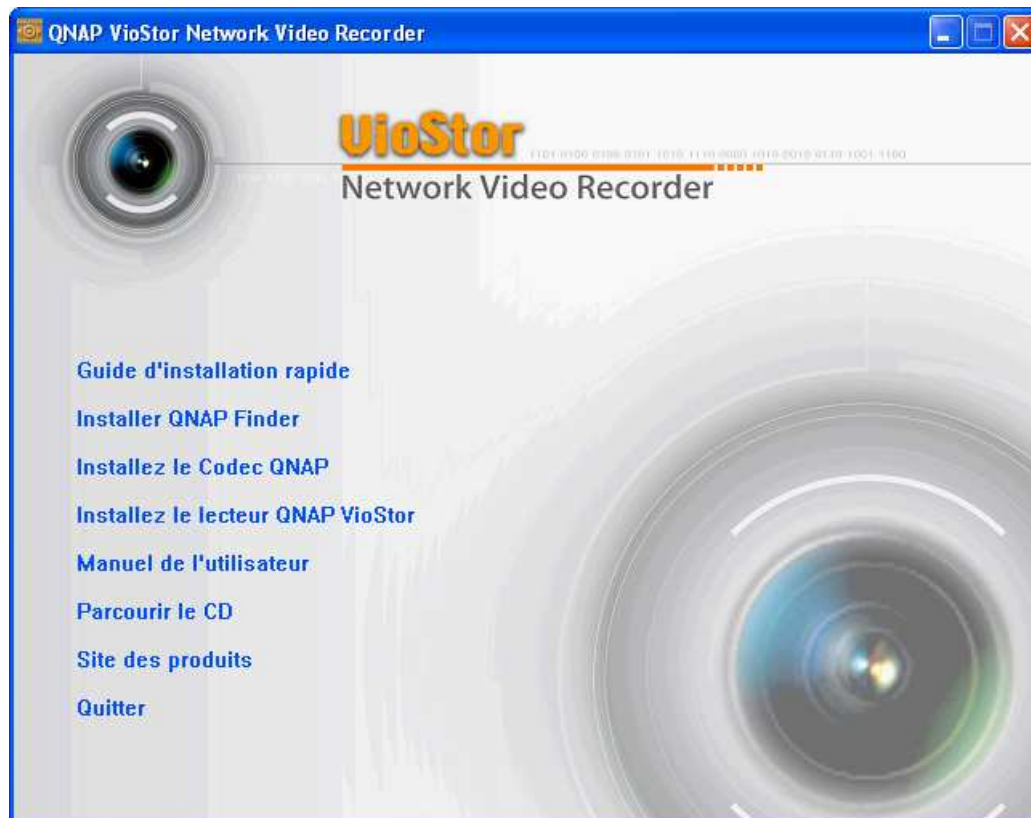 QNAP VioStor Network Video Recorder
VioStor
Network Video Recorder
Guide d'installation rapide
Installer QNAP Finder
Installez le Codec QNAP
Installez le lecteur QNAP VioStor
Manuel de l'utilisateur
Parcourir le CD
Site des produits
Quitter